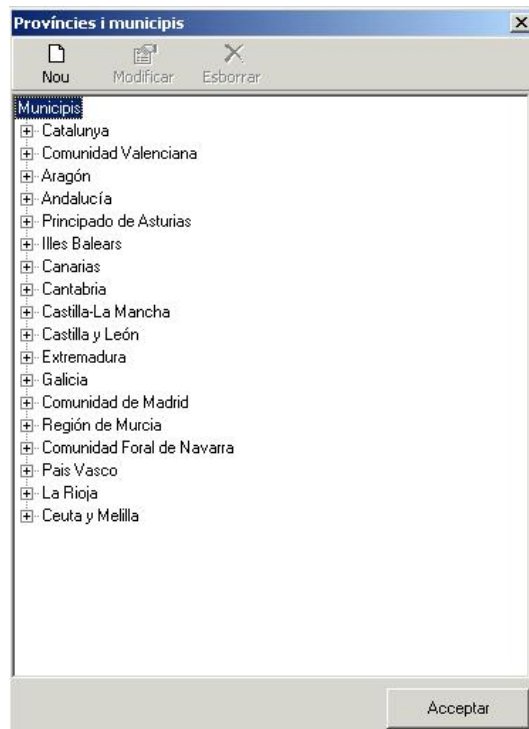 Províncies i municipis
Nou Modificar Esborrar
Municipis
Catalunya
Comunidad Valenciana
Aragón
Andalucía
Principado de Asturias
Illes Balears
Canarias
Cantabria
Castilla-La Mancha
Castilla y León
Extremadura
Galicia
Comunidad de Madrid
Región de Murcia
Comunidad Foral de Navarra
Pais Vasco
La Rioja
Ceuta y Melilla
Acceptar